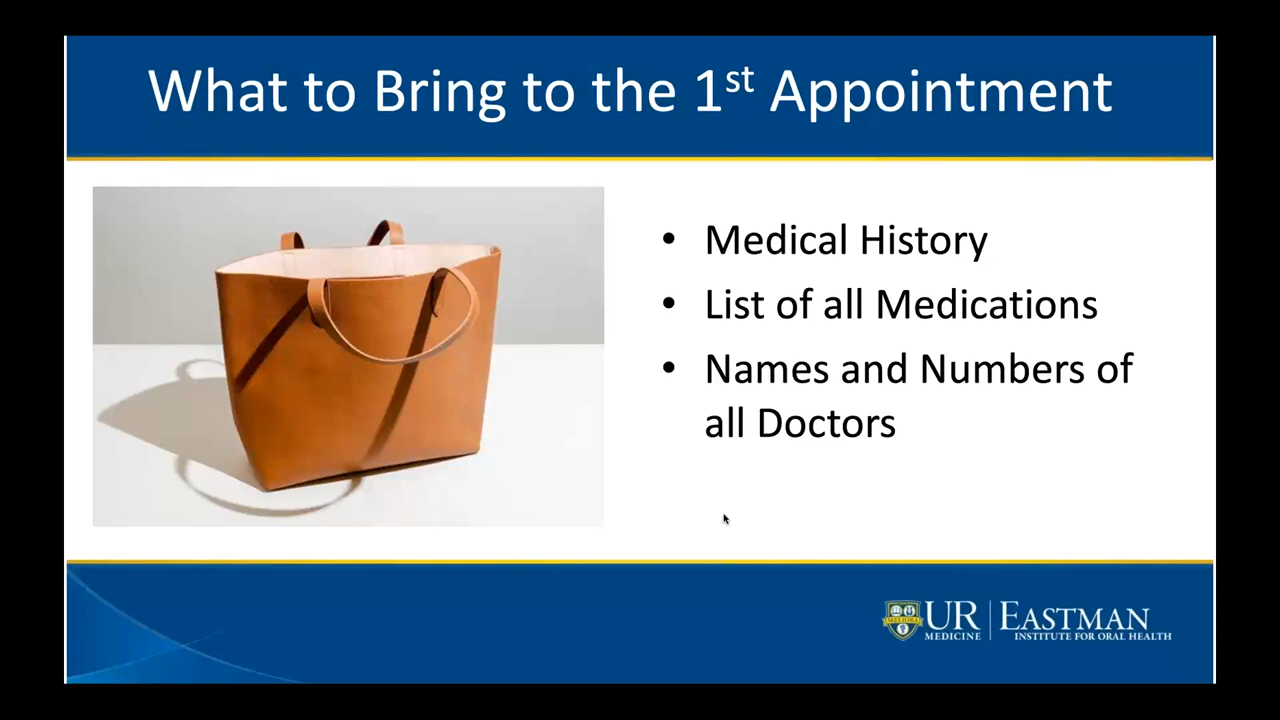 What to Bring to the 1st Appointment
• Medical History
• List of all Medications
• Names and Numbers of
all Doctors
MELIORA
UR
MEDICINE
EASTMAN
INSTITUTE FOR ORAL HEALTH